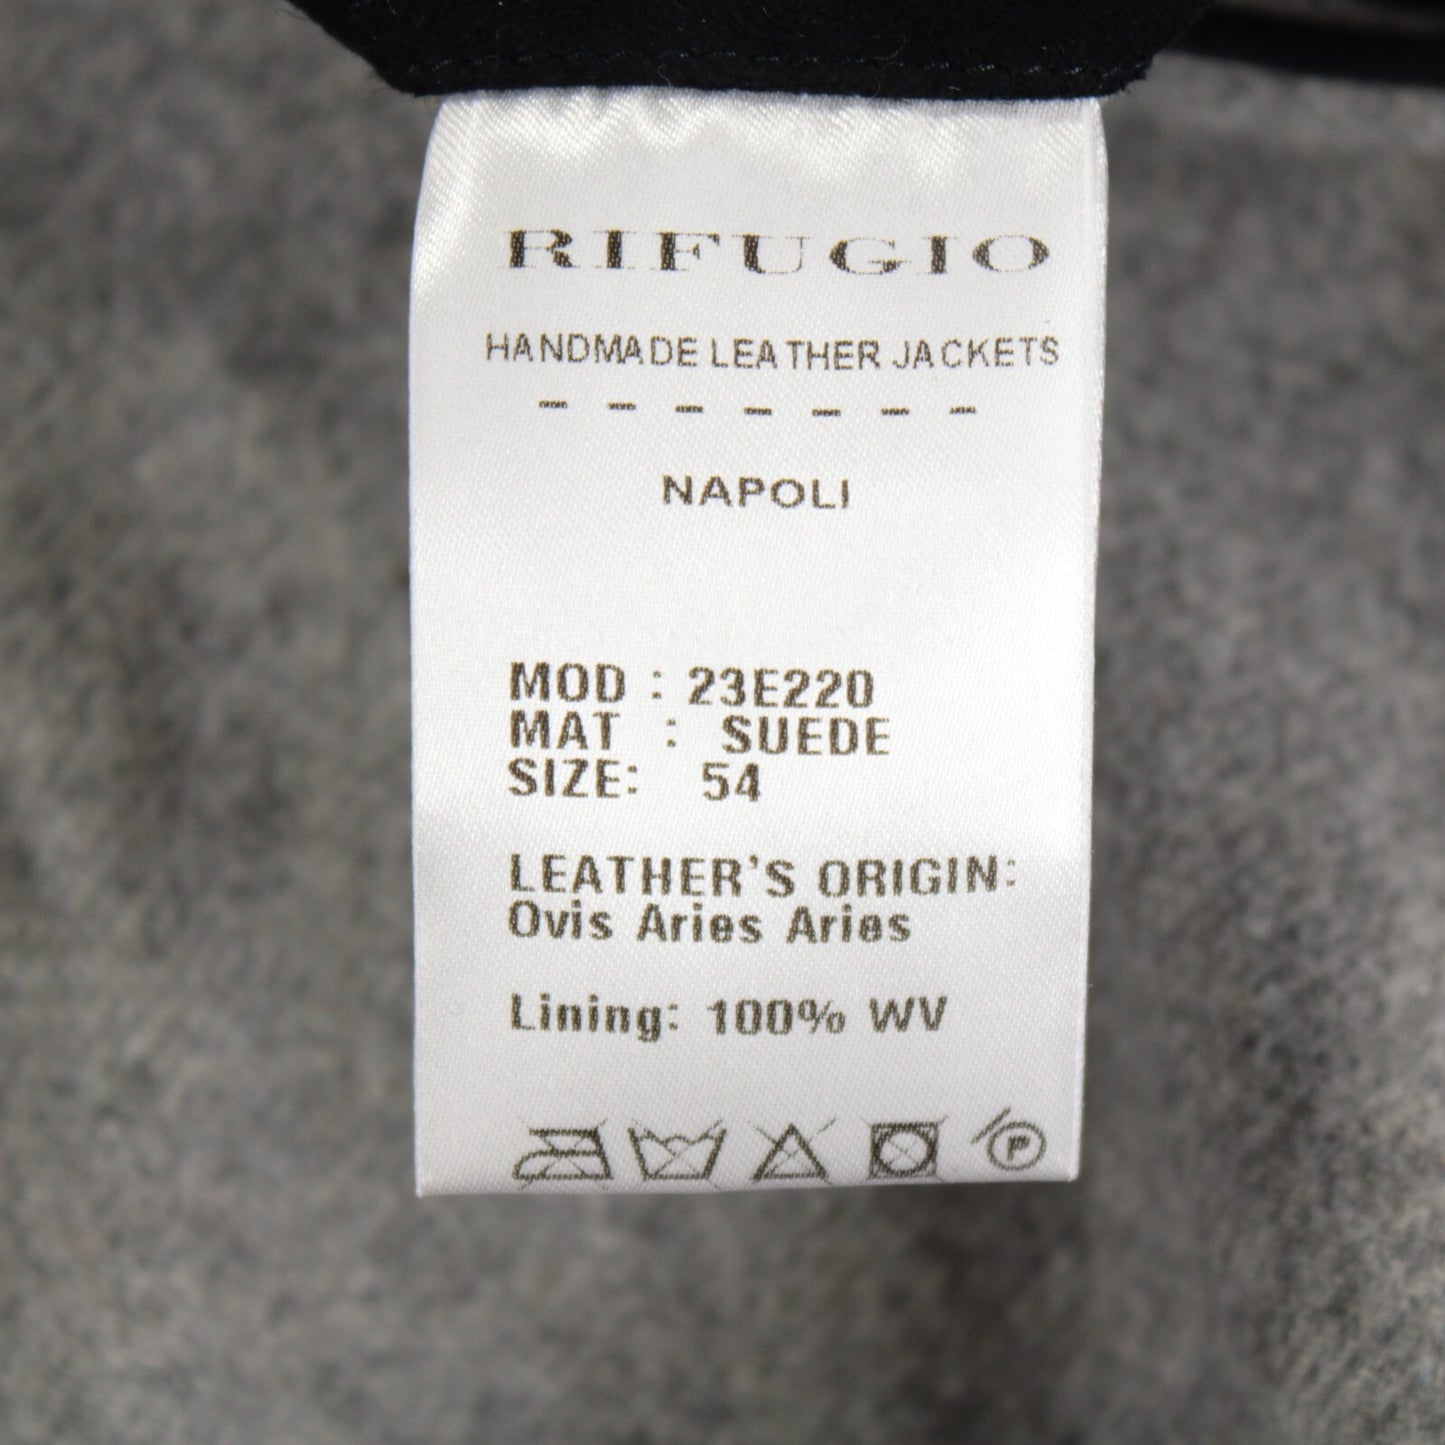 RIFUGIO
HANDMADE LEATHER JACKETS
- - - - - - -
NAPOLI
MOD : 23E220
MAT : SUEDE
SIZE: 54
LEATHER'S ORIGIN:
Ovis Aries Aries
Lining: 100% WV
P